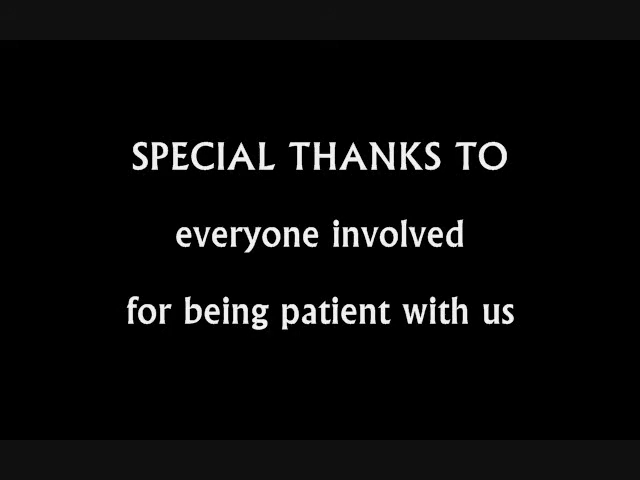 SPECIAL THANKS TO
everyone involved
for being patient with us